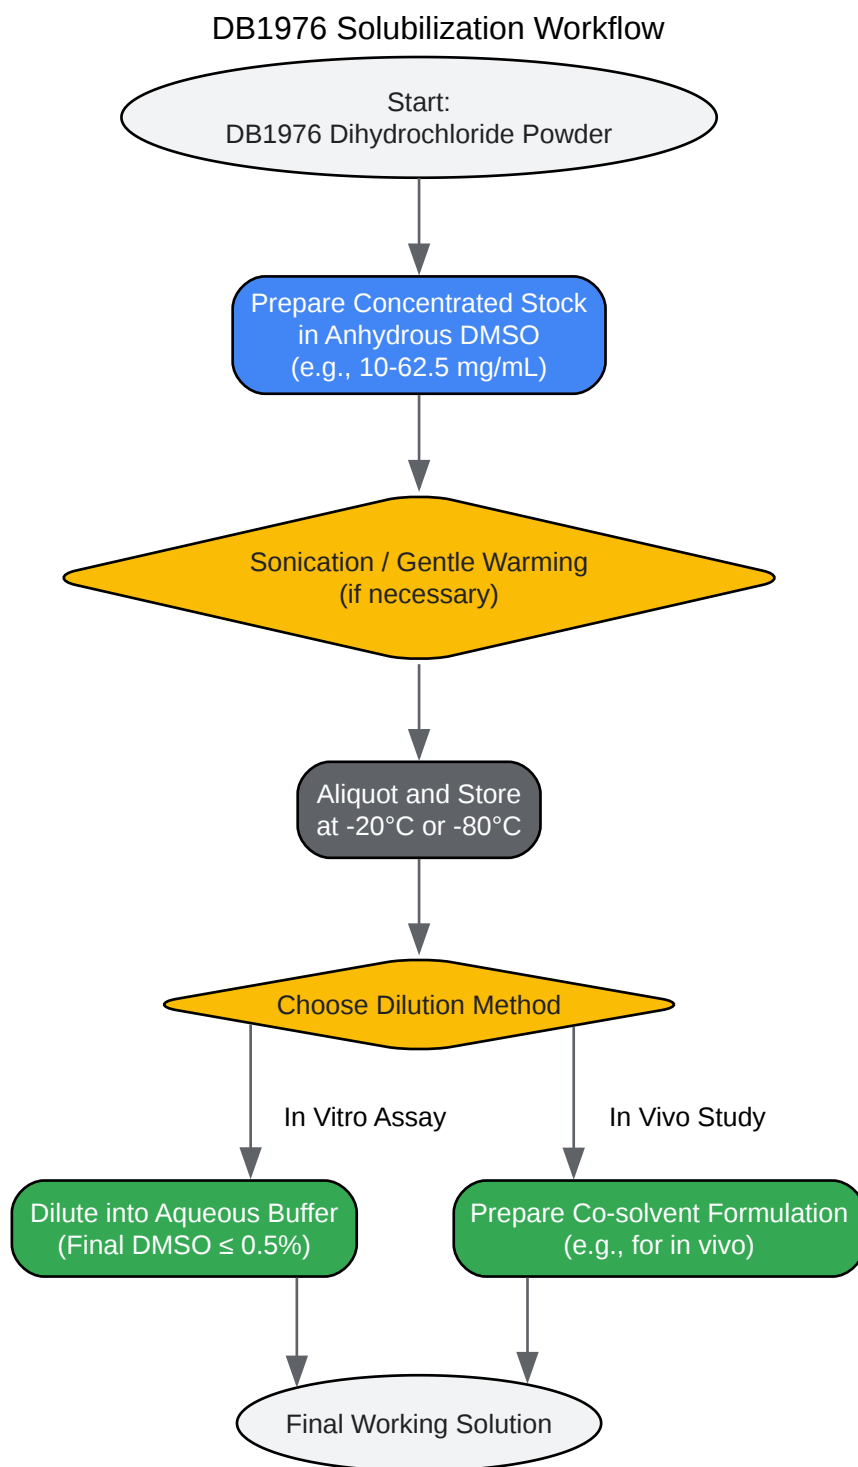 DB1976 Solubilization Workflow
Start:
DB1976 Dihydrochloride Powder
Prepare Concentrated Stock
in Anhydrous DMSO
(e.g., 10-62.5 mg/mL)
Sonication / Gentle Warming
(if necessary)
Aliquot and Store
at -20°C or -80°C
Choose Dilution Method
In Vitro Assay
In Vivo Study
Dilute into Aqueous Buffer
(Final DMSO ≤ 0.5%)
Prepare Co-solvent Formulation
(e.g., for in vivo)
Final Working Solution